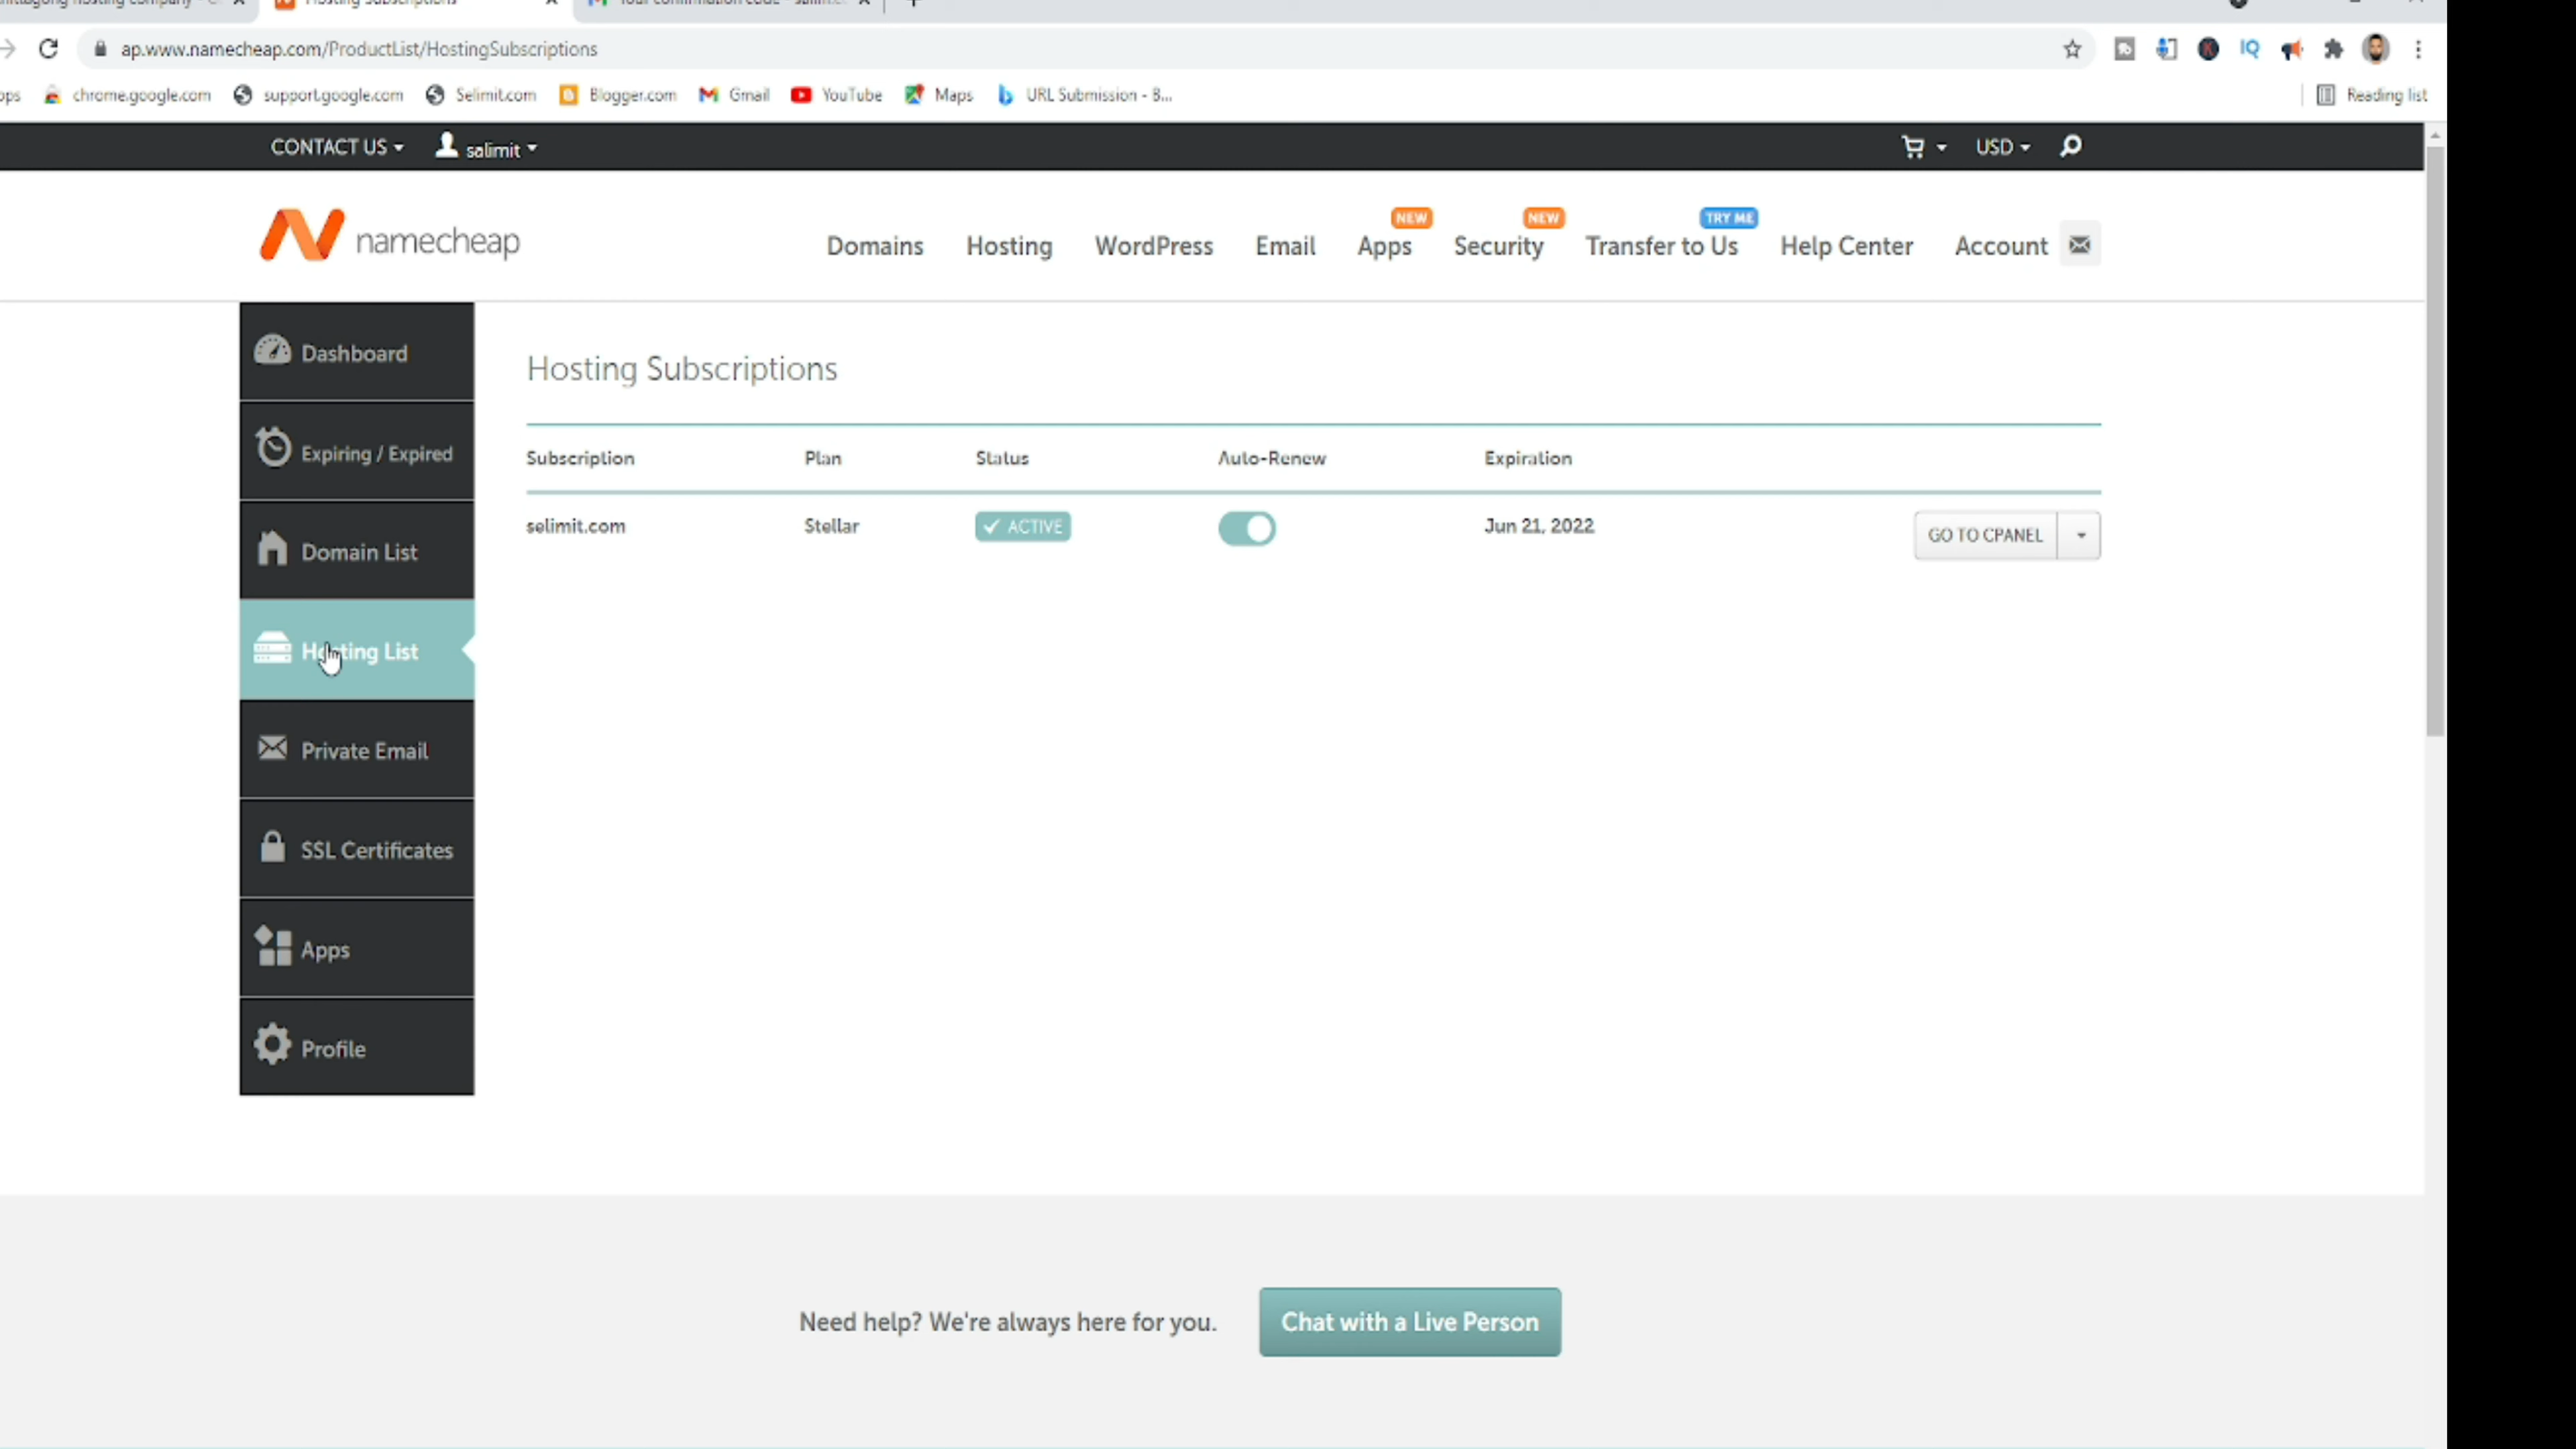 Hosting Subscriptions
ap.www.namecheap.com/ProductList/HostingSubscriptions
chrome.google.com support.google.com Selimit.com Blogger.com Gmail YouTube Maps URL Submission - B... Reading list
CONTACT US salimit USD
NEW NEW TRY ME
namecheap Domains Hosting WordPress Email Apps Security Transfer to Us Help Center Account
Dashboard
Expiring / Expired
Domain List
Hosting List
Private Email
SSL Certificates
Apps
Profile
Hosting Subscriptions
Subscription Plan Status Auto-Renew Expiration
selimit.com Stellar ACTIVE Jun 21, 2022 GO TO CPANEL
Need help? We're always here for you. Chat with a Live Person